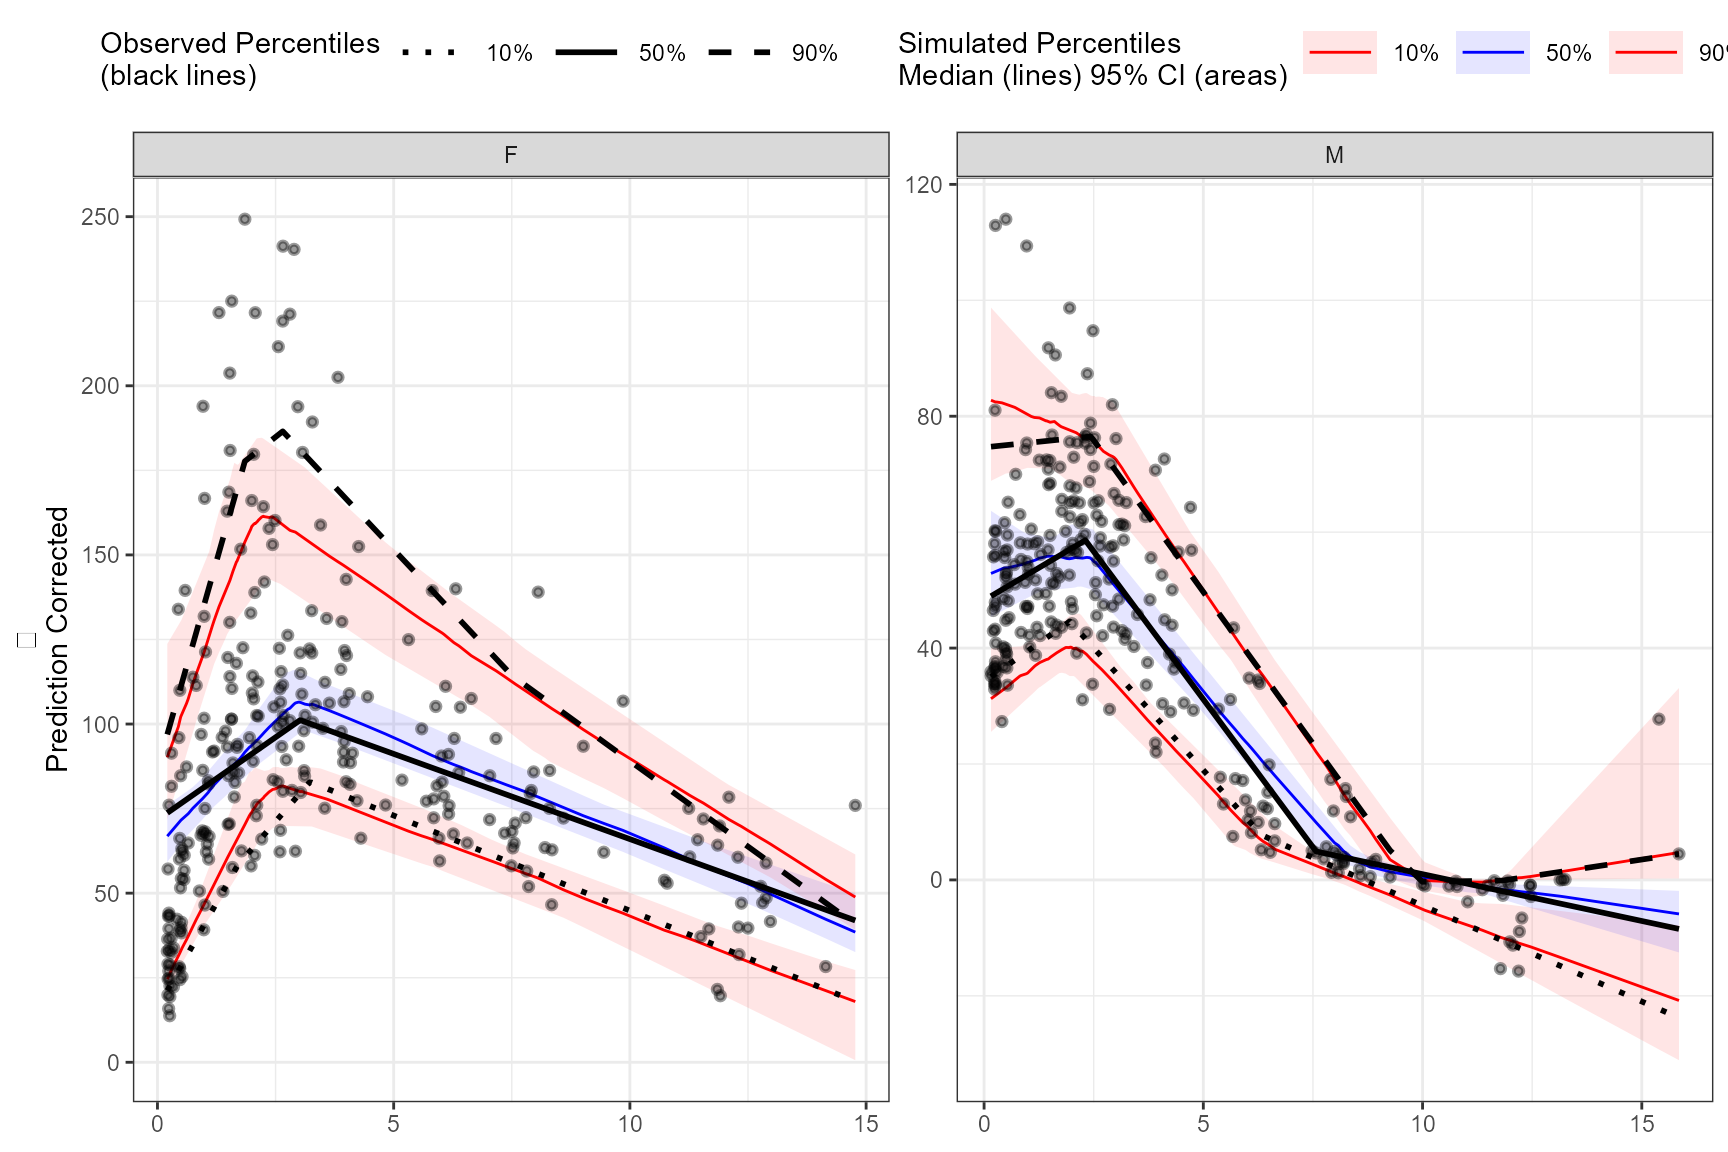 Observed Percentiles
(black lines)
10% 50% 90%
Simulated Percentiles
Median (lines) 95% CI (areas)
10% 50% 90
F
M
Prediction Corrected
250
200
150
100
50
0
120
80
40
0
0 5 10 15
0 5 10 15